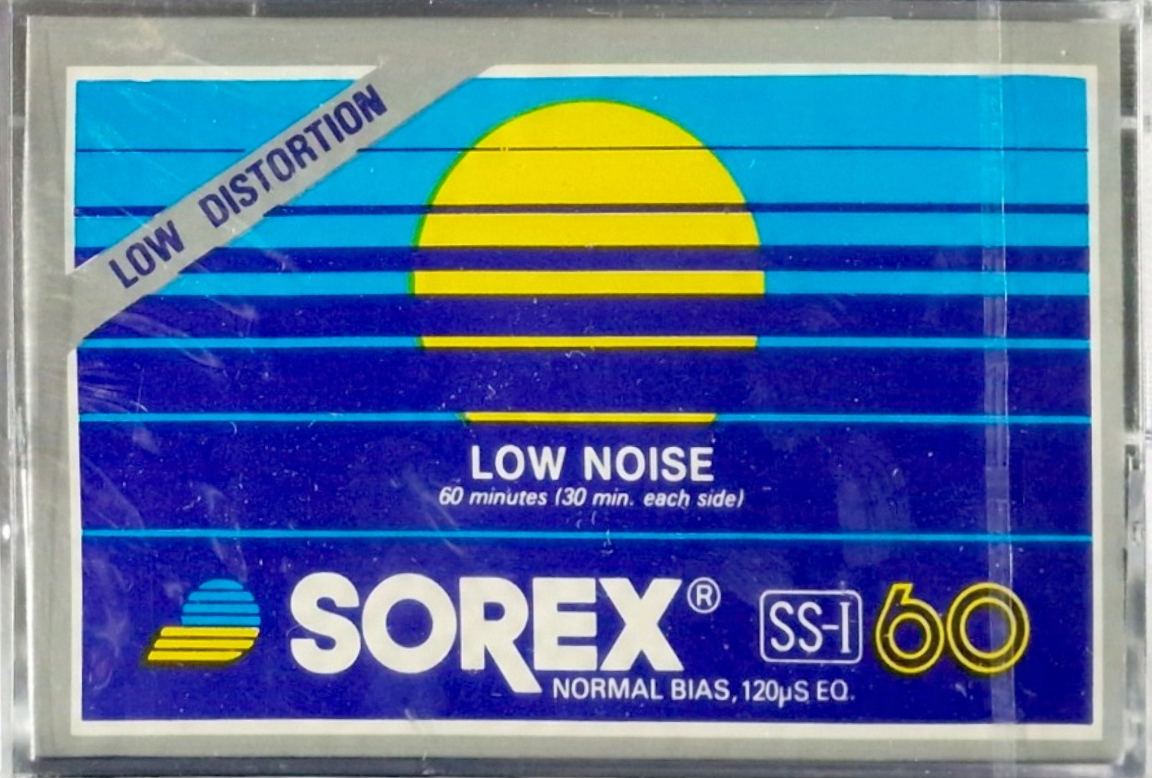 LOW DISTORTION
LOW NOISE
60 minutes (30 min. each side)
SOREX® SS-I 60
NORMAL BIAS, 120µS EQ.